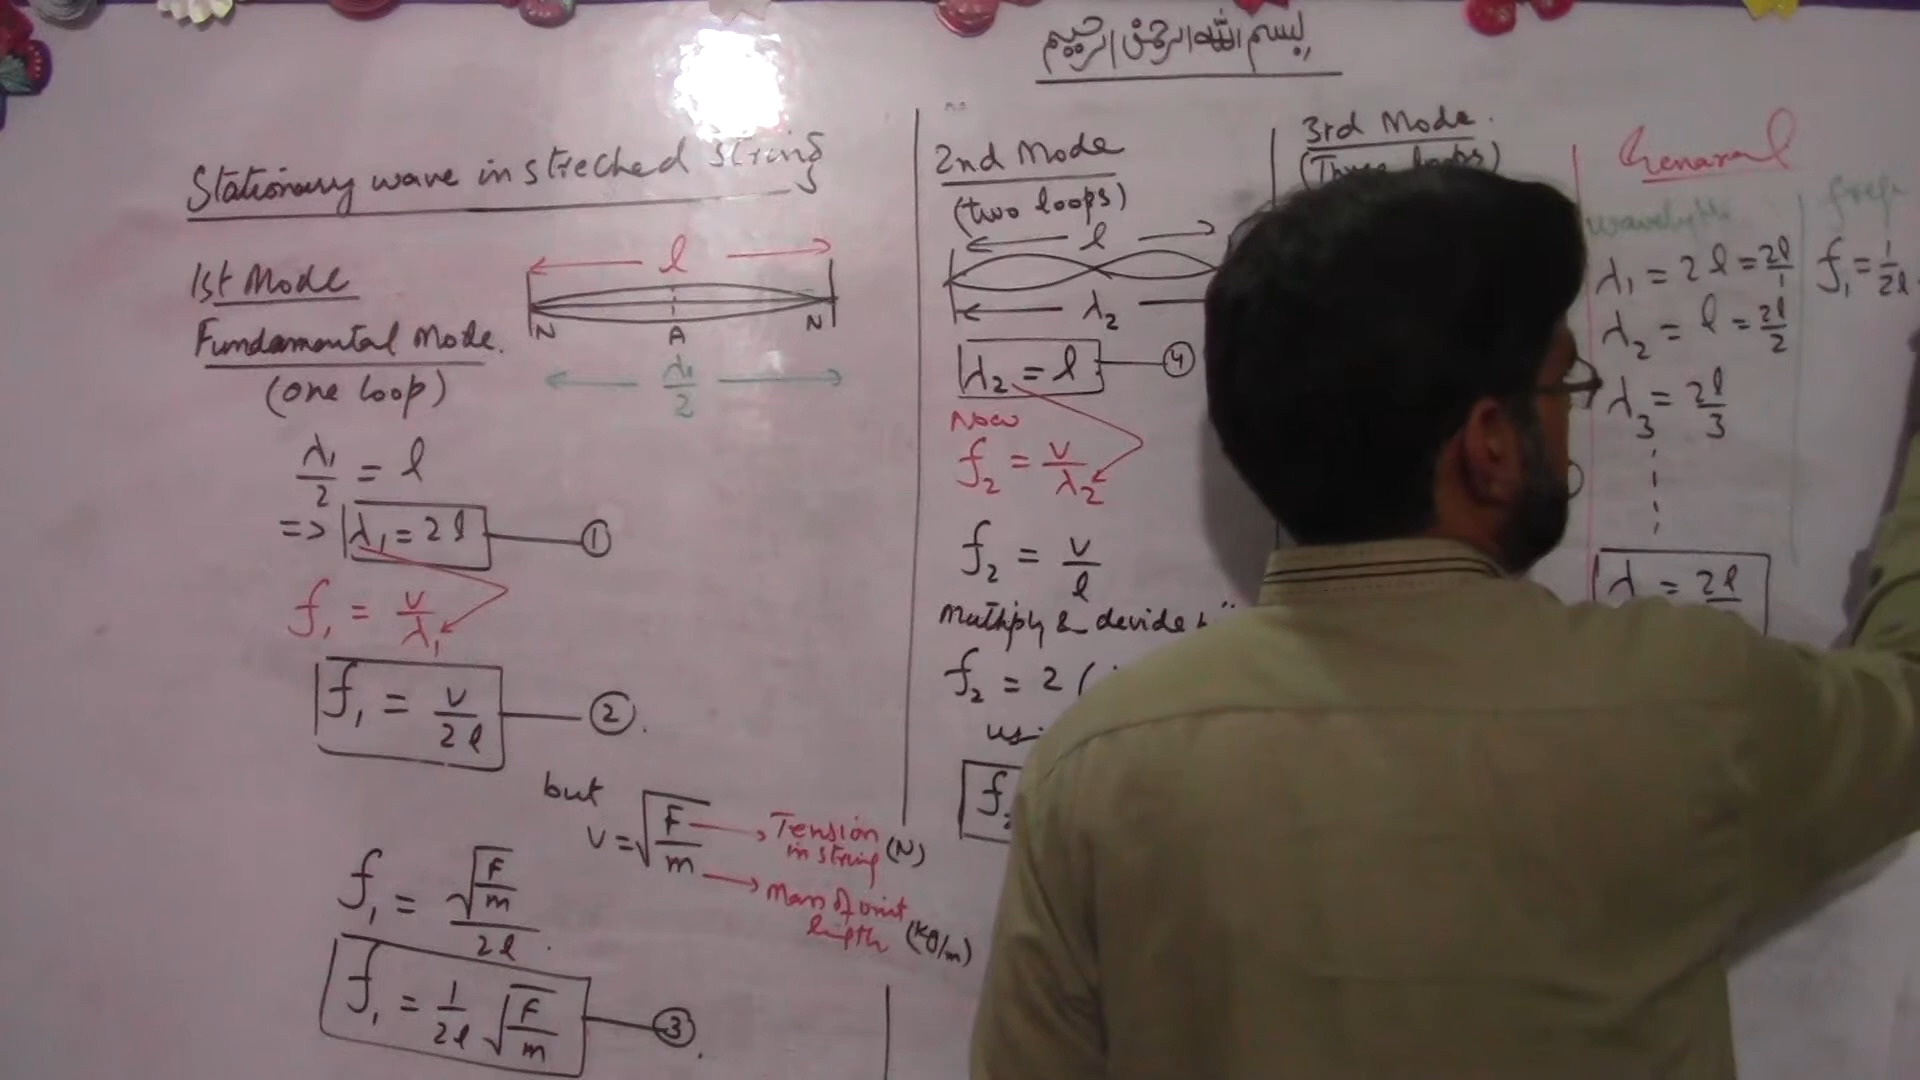 بسم الله الرحمن الرحيم
Stationary wave in streched string
1st Mode
Fundamental Mode.
(one loop)
l
N
A
N
λ₁/2
λ₁/2 = l
=> λ₁ = 2l ①
f₁ = v/λ₁
f₁ = v/2l ②.
but
v = √(F/m)
Tension
in string (N)
Mass of unit
length (Kg/m)
f₁ = √(F/m)/2l.
f₁ = 1/2l √(F/m) ③.
2nd Mode
(two loops)
l
λ₂
λ₂ = l ④
Now
f₂ = v/λ₂
f₂ = v/l
Multiply & devide
f₂ = 2 (
3rd Mode.
(Three loops)
Genaral
λ₁ = 2l = 2l/1
λ₂ = l = 2l/2
λ₃ = 2l/3
f₁ = 1/2l